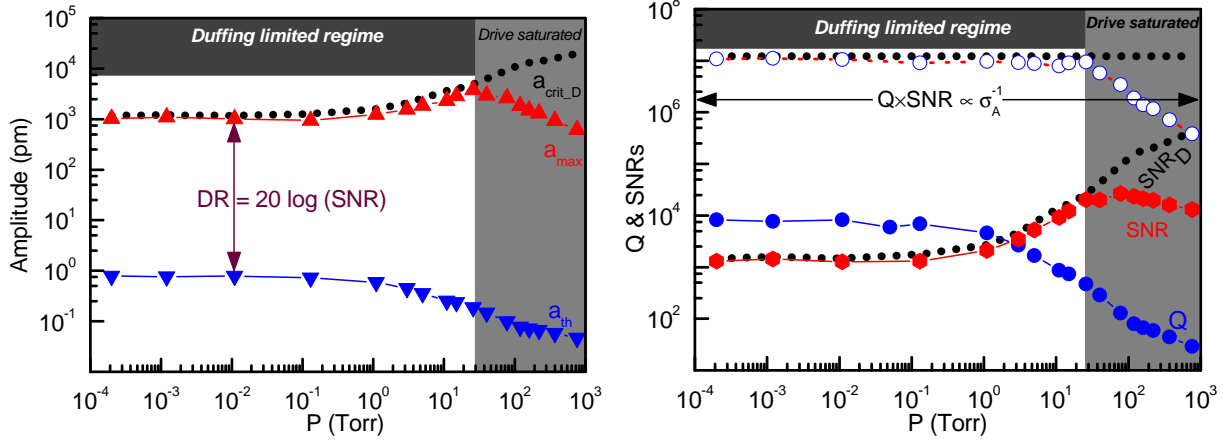 Duffing limited regime
Drive saturated
10^5
10^4
10^3
10^2
10^1
10^0
10^-1
Amplitude (pm)
a_crit_D
a_max
DR = 20 log (SNR)
a_th
10^-4 10^-3 10^-2 10^-1 10^0 10^1 10^2 10^3
P (Torr)
Duffing limited regime
Drive saturated
10^8
10^6
10^4
10^2
Q & SNRs
Q×SNR ∝ σ_A^-1
SNR_D
SNR
Q
10^-4 10^-3 10^-2 10^-1 10^0 10^1 10^2 10^3
P (Torr)